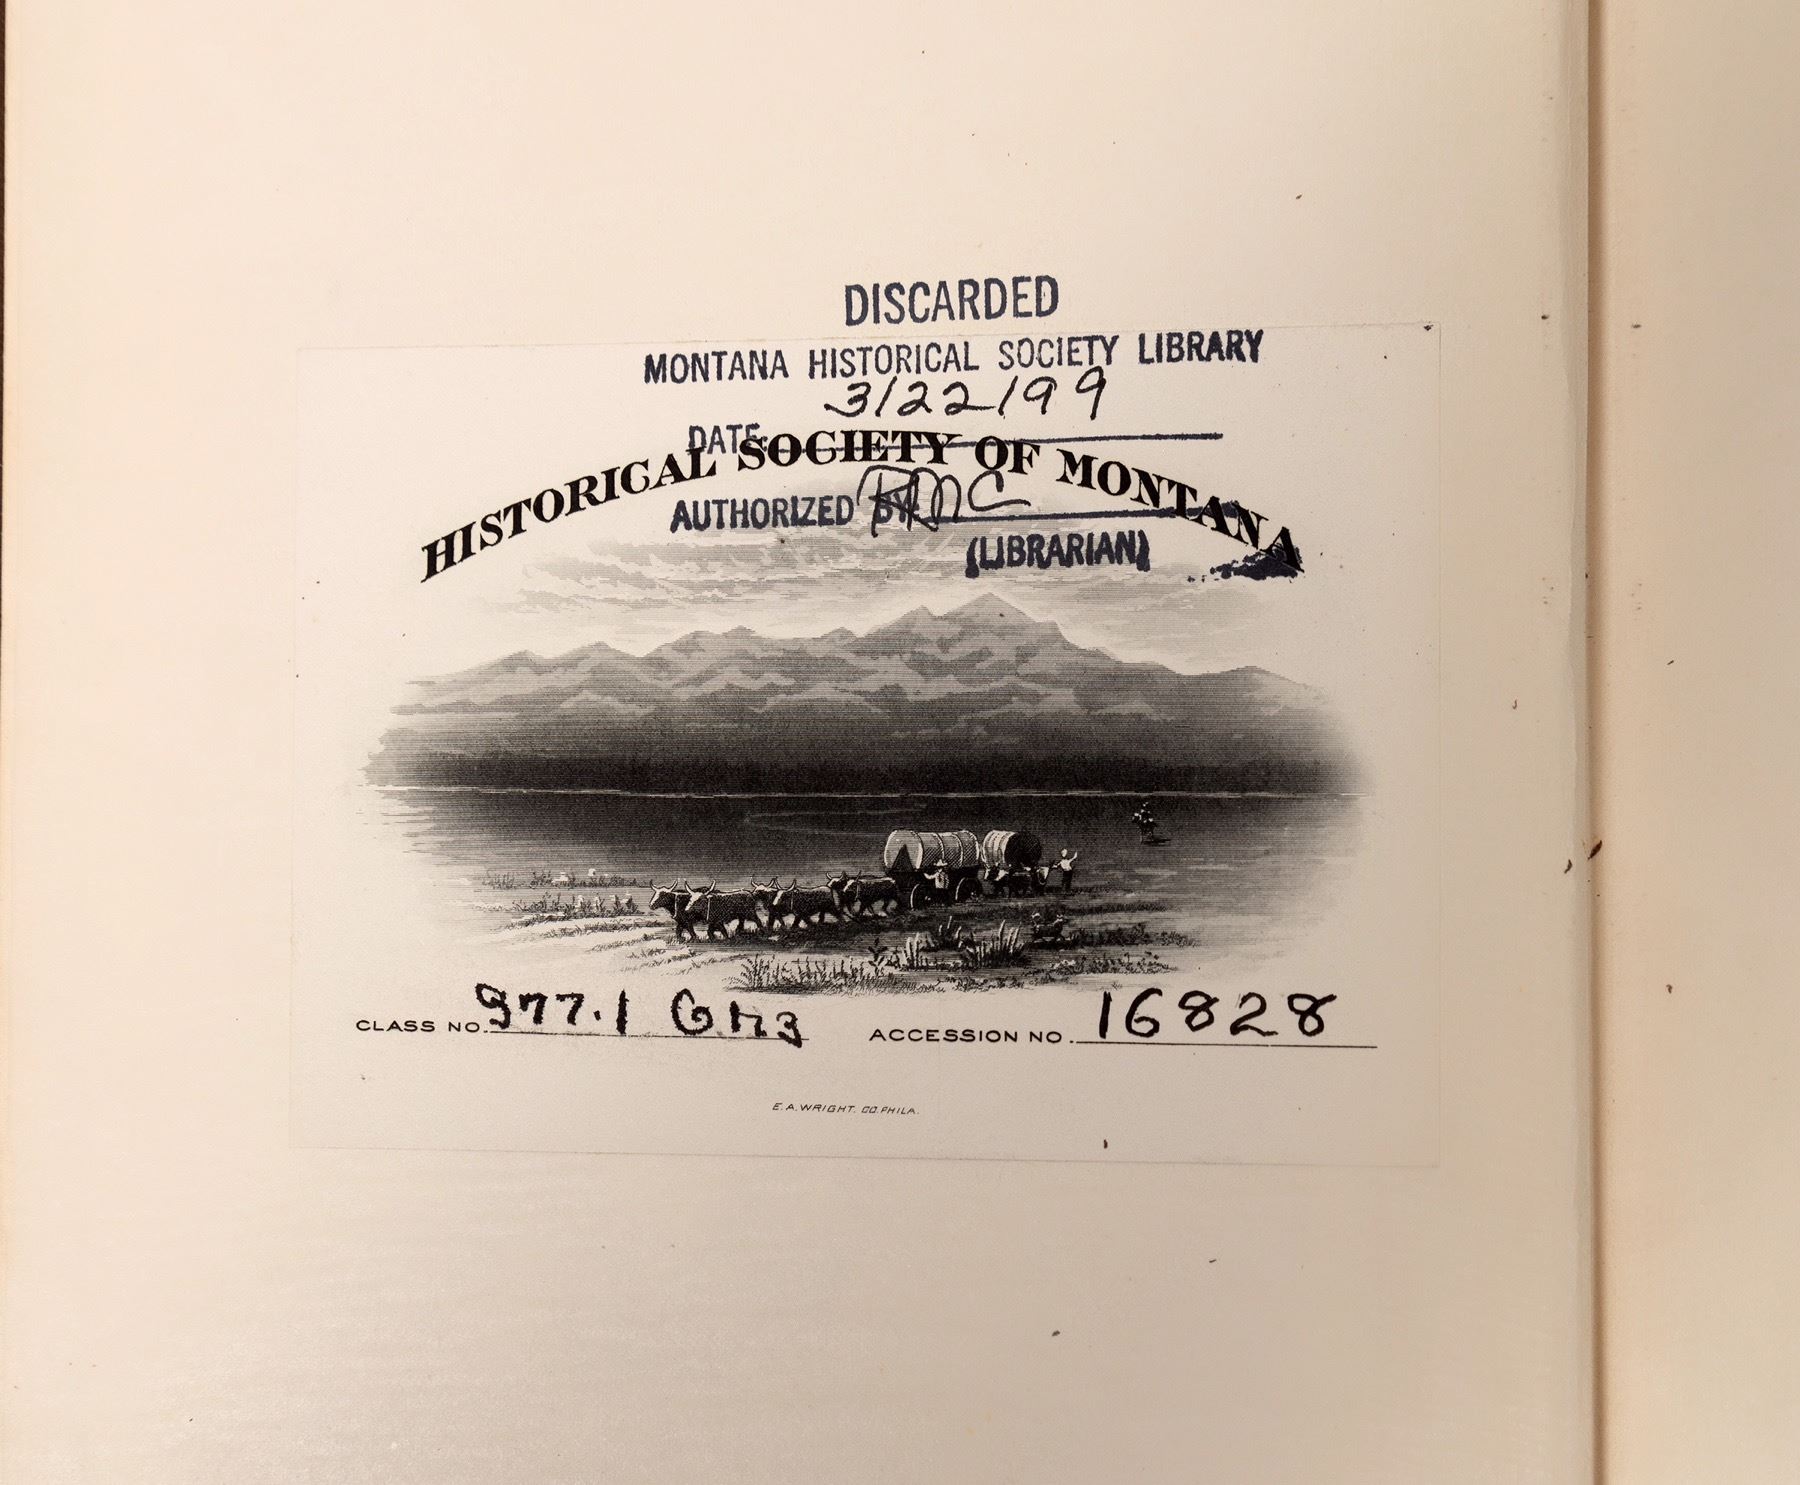 DISCARDED
MONTANA HISTORICAL SOCIETY LIBRARY
3/22/99
DATE:
HISTORICAL SOCIETY OF MONTANA
AUTHORIZED BY
(LIBRARIAN)
CLASS NO. 977.1 Gh3 ACCESSION NO. 16828
E. A. WRIGHT. CO. PHILA.